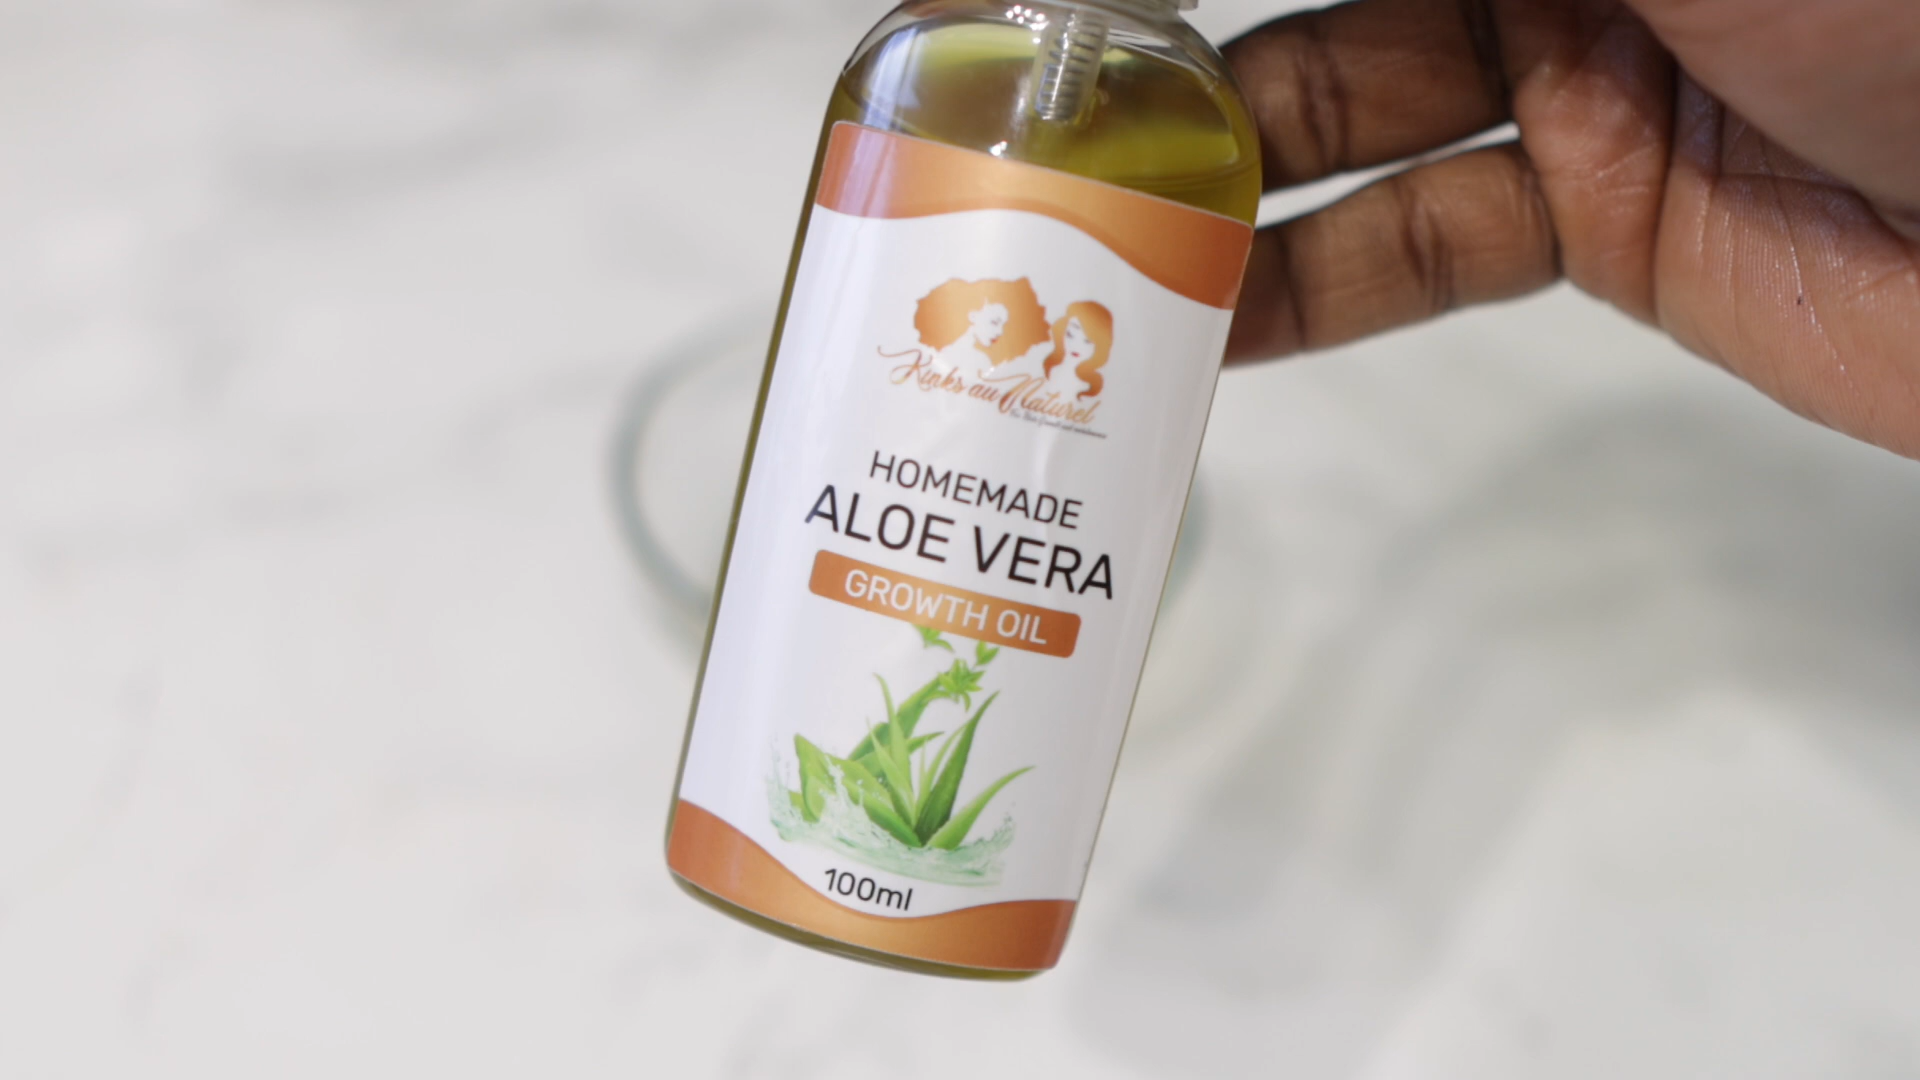 Kinks au Naturel
HOMEMADE
ALOE VERA
GROWTH OIL
100ml